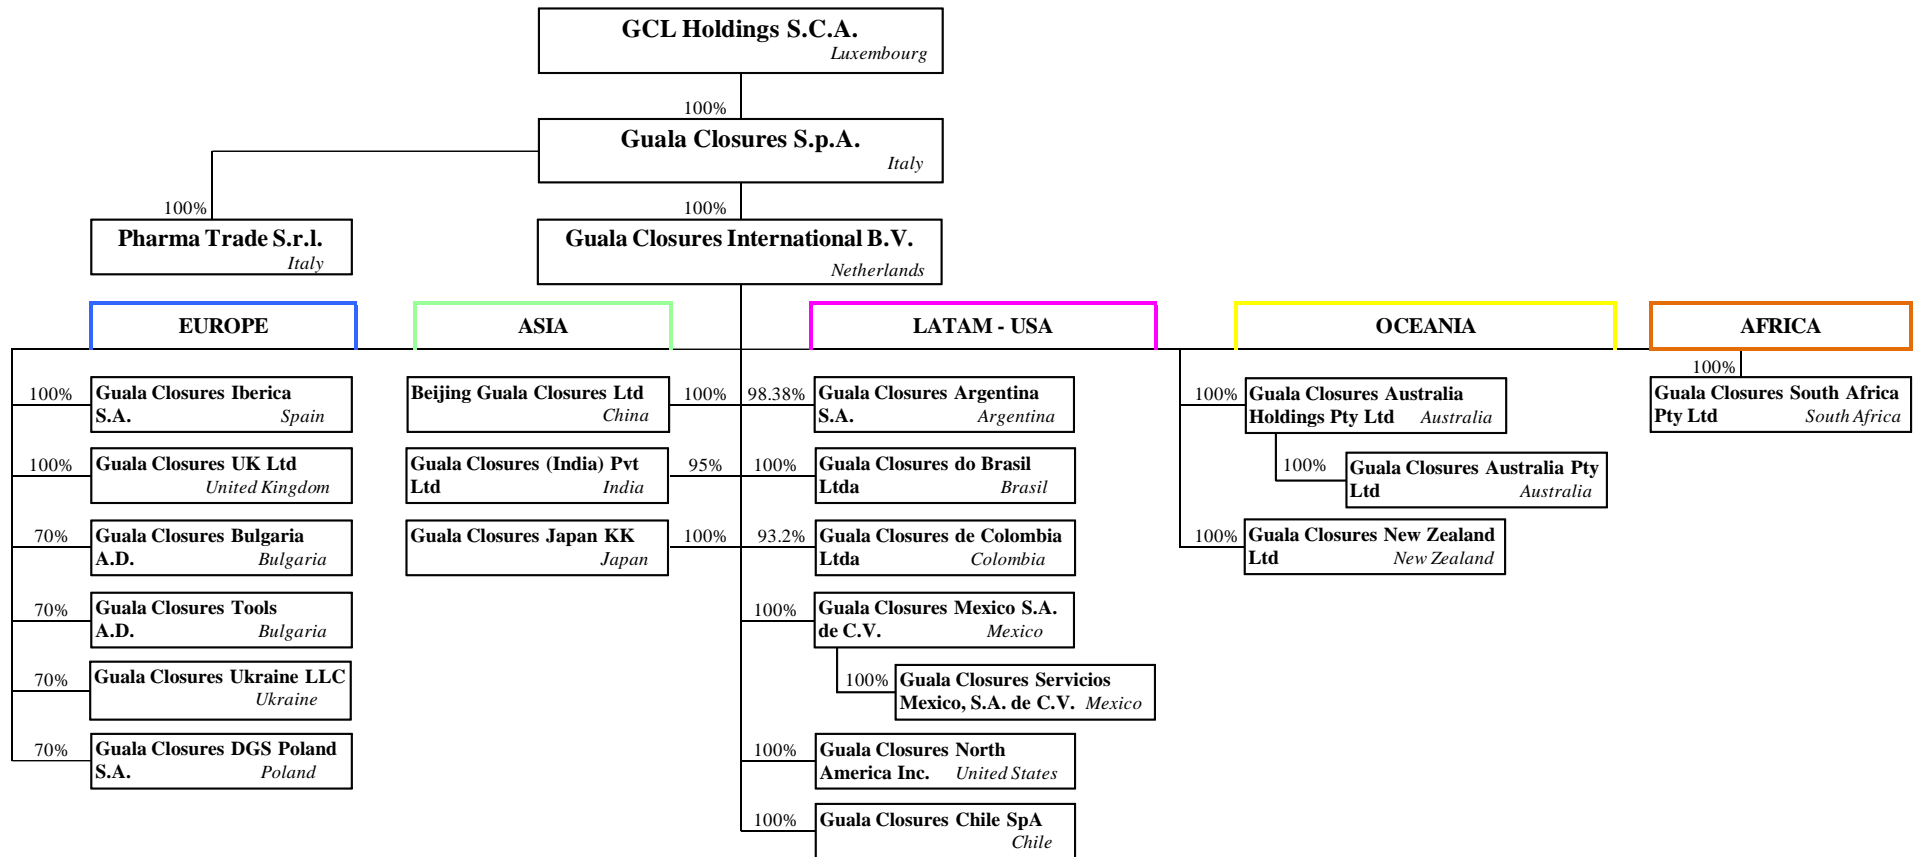 GCL Holdings S.C.A.
Luxembourg
100%
Guala Closures S.p.A.
Italy
100%
100%
Pharma Trade S.r.l.
Italy
Guala Closures International B.V.
Netherlands
EUROPE
ASIA
LATAM - USA
OCEANIA
AFRICA
100%
Guala Closures Iberica
S.A. Spain
100%
Guala Closures UK Ltd
United Kingdom
70%
Guala Closures Bulgaria
A.D. Bulgaria
70%
Guala Closures Tools
A.D. Bulgaria
70%
Guala Closures Ukraine LLC
Ukraine
70%
Guala Closures DGS Poland
S.A. Poland
Beijing Guala Closures Ltd
China
100%
Guala Closures (India) Pvt
Ltd India
95%
Guala Closures Japan KK
Japan
100%
98.38%
Guala Closures Argentina
S.A. Argentina
100%
Guala Closures do Brasil
Ltda Brasil
93.2%
Guala Closures de Colombia
Ltda Colombia
100%
Guala Closures Mexico S.A.
de C.V. Mexico
100%
Guala Closures Servicios
Mexico, S.A. de C.V. Mexico
100%
Guala Closures North
America Inc. United States
100%
Guala Closures Chile SpA
Chile
100%
Guala Closures Australia
Holdings Pty Ltd Australia
100%
Guala Closures Australia Pty
Ltd Australia
100%
Guala Closures New Zealand
Ltd New Zealand
100%
Guala Closures South Africa
Pty Ltd South Africa